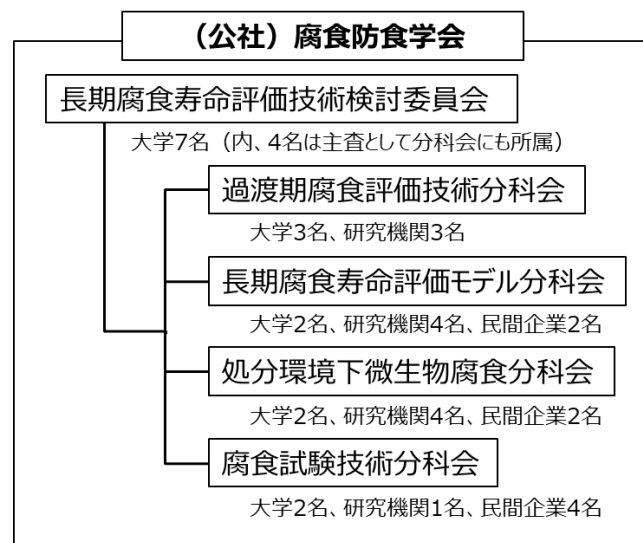 （公社）腐食防食学会
長期腐食寿命評価技術検討委員会
大学7名（内、4名は主査として分科会にも所属）
過渡期腐食評価技術分科会
大学3名、研究機関3名
長期腐食寿命評価モデル分科会
大学2名、研究機関4名、民間企業2名
処分環境下微生物腐食分科会
大学2名、研究機関4名、民間企業2名
腐食試験技術分科会
大学2名、研究機関1名、民間企業4名